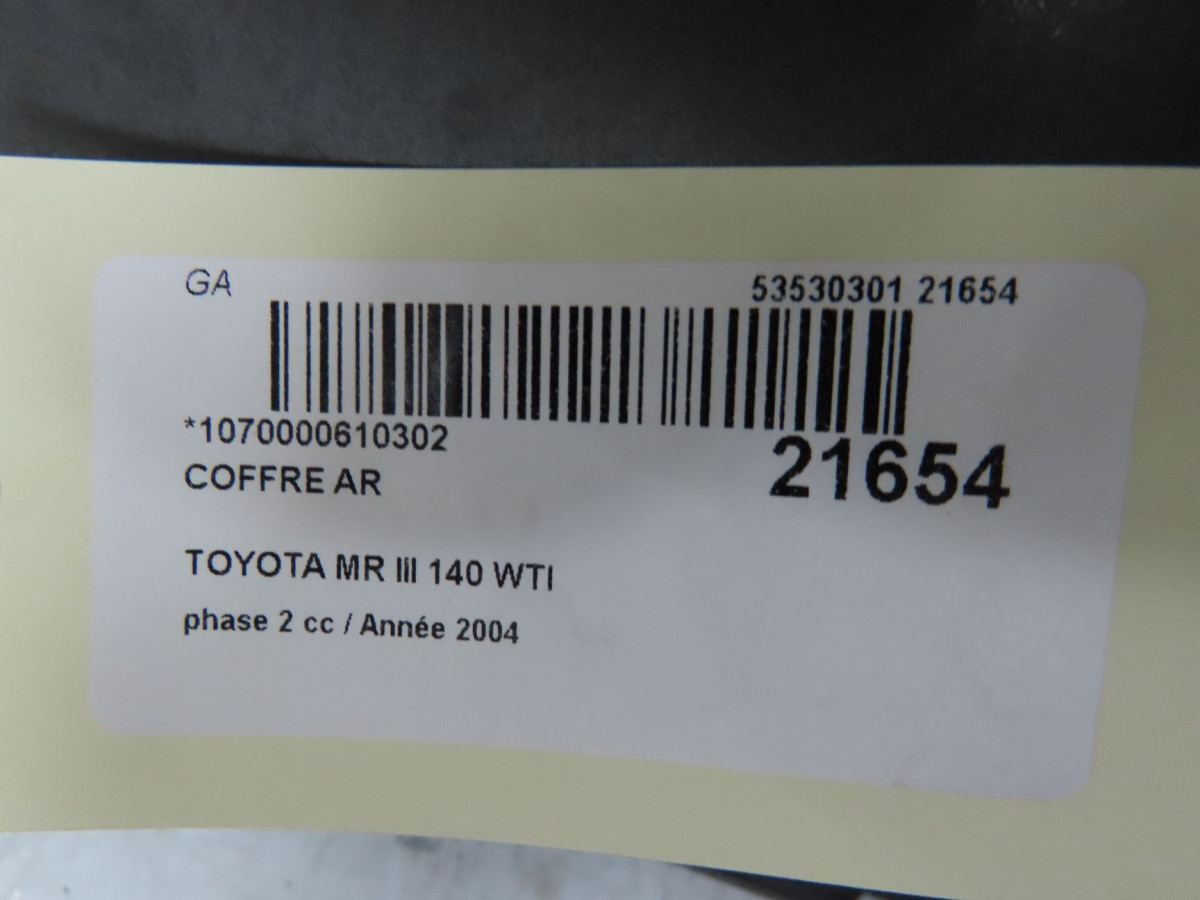 GA 53530301 21654
*1070000610302
21654
COFFRE AR
TOYOTA MR III 140 WTI
phase 2 cc / Année 2004